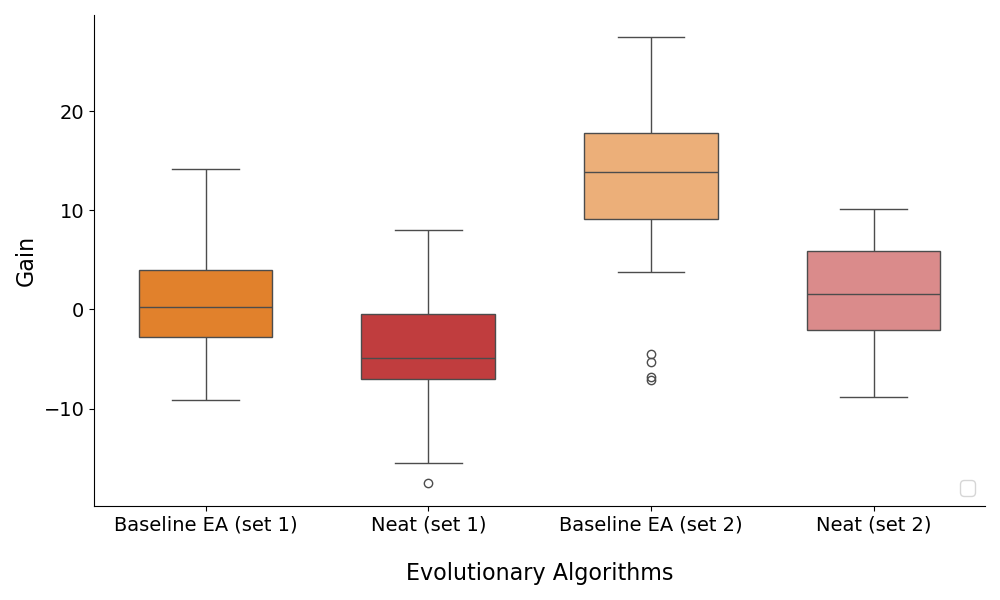 Gain
20
10
0
−10
Baseline EA (set 1)
Neat (set 1)
Baseline EA (set 2)
Neat (set 2)
Evolutionary Algorithms